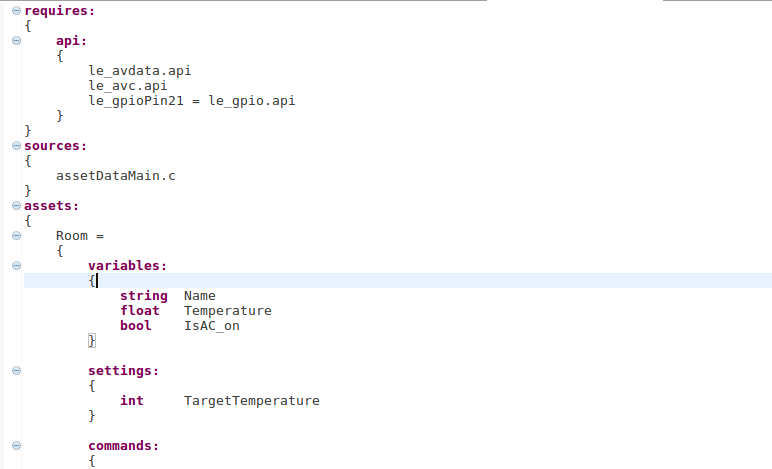 requires:
{
    api:
    {
        le_avdata.api
        le_avc.api
        le_gpioPin21 = le_gpio.api
    }
}
sources:
{
    assetDataMain.c
}
assets:
{
    Room =
    {
        variables:
        {
            string  Name
            float   Temperature
            bool    IsAC_on
        }

        settings:
        {
            int     TargetTemperature
        }

        commands:
        {